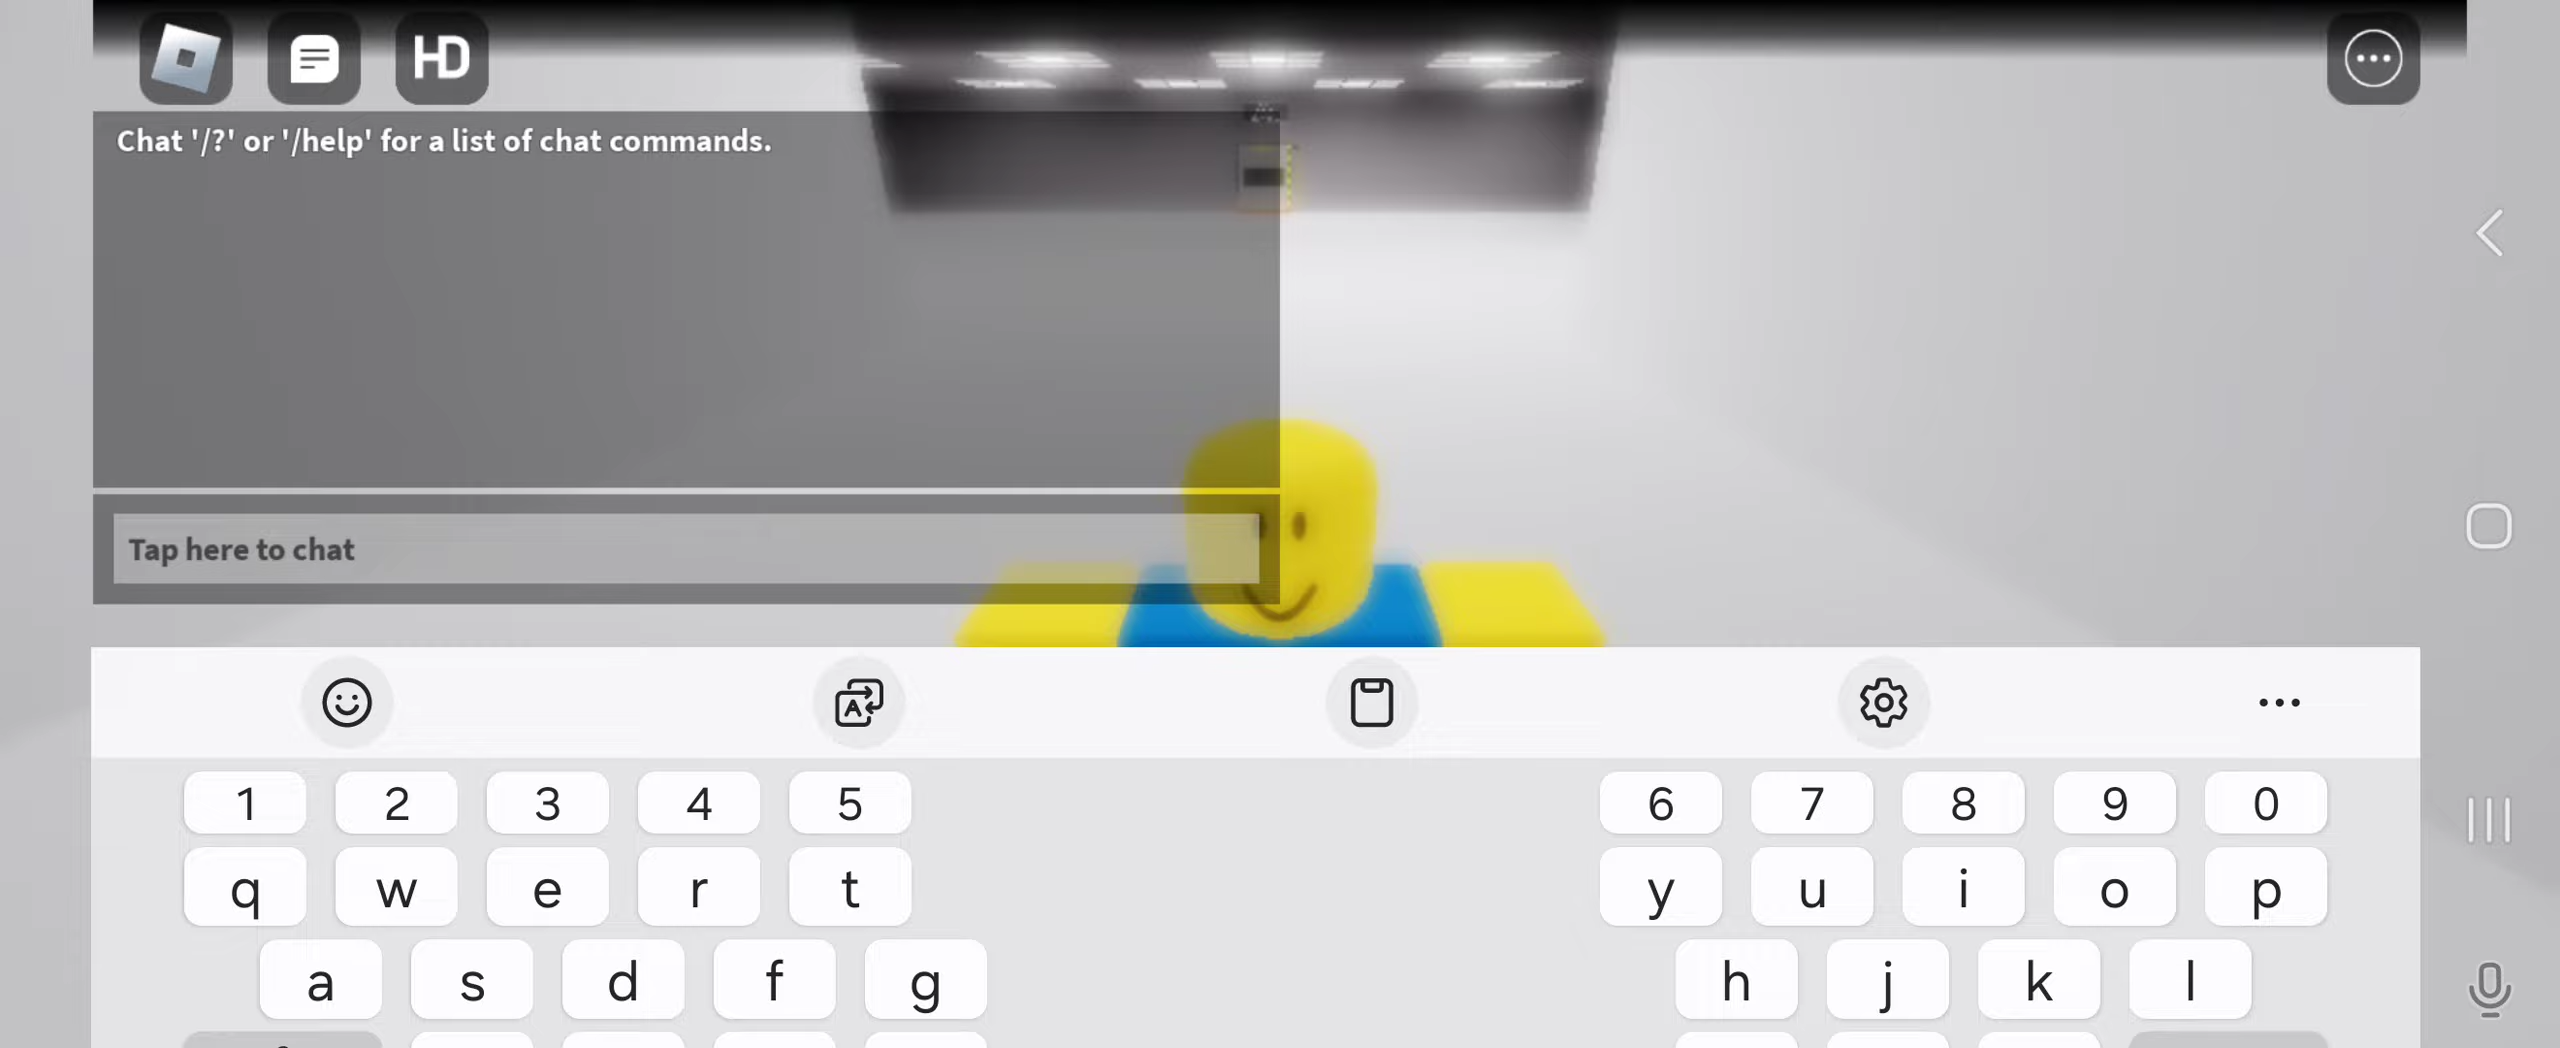 HD
Chat '/?' or '/help' for a list of chat commands.
Tap here to chat
1 2 3 4 5 6 7 8 9 0
q w e r t y u i o p
a s d f g h j k l